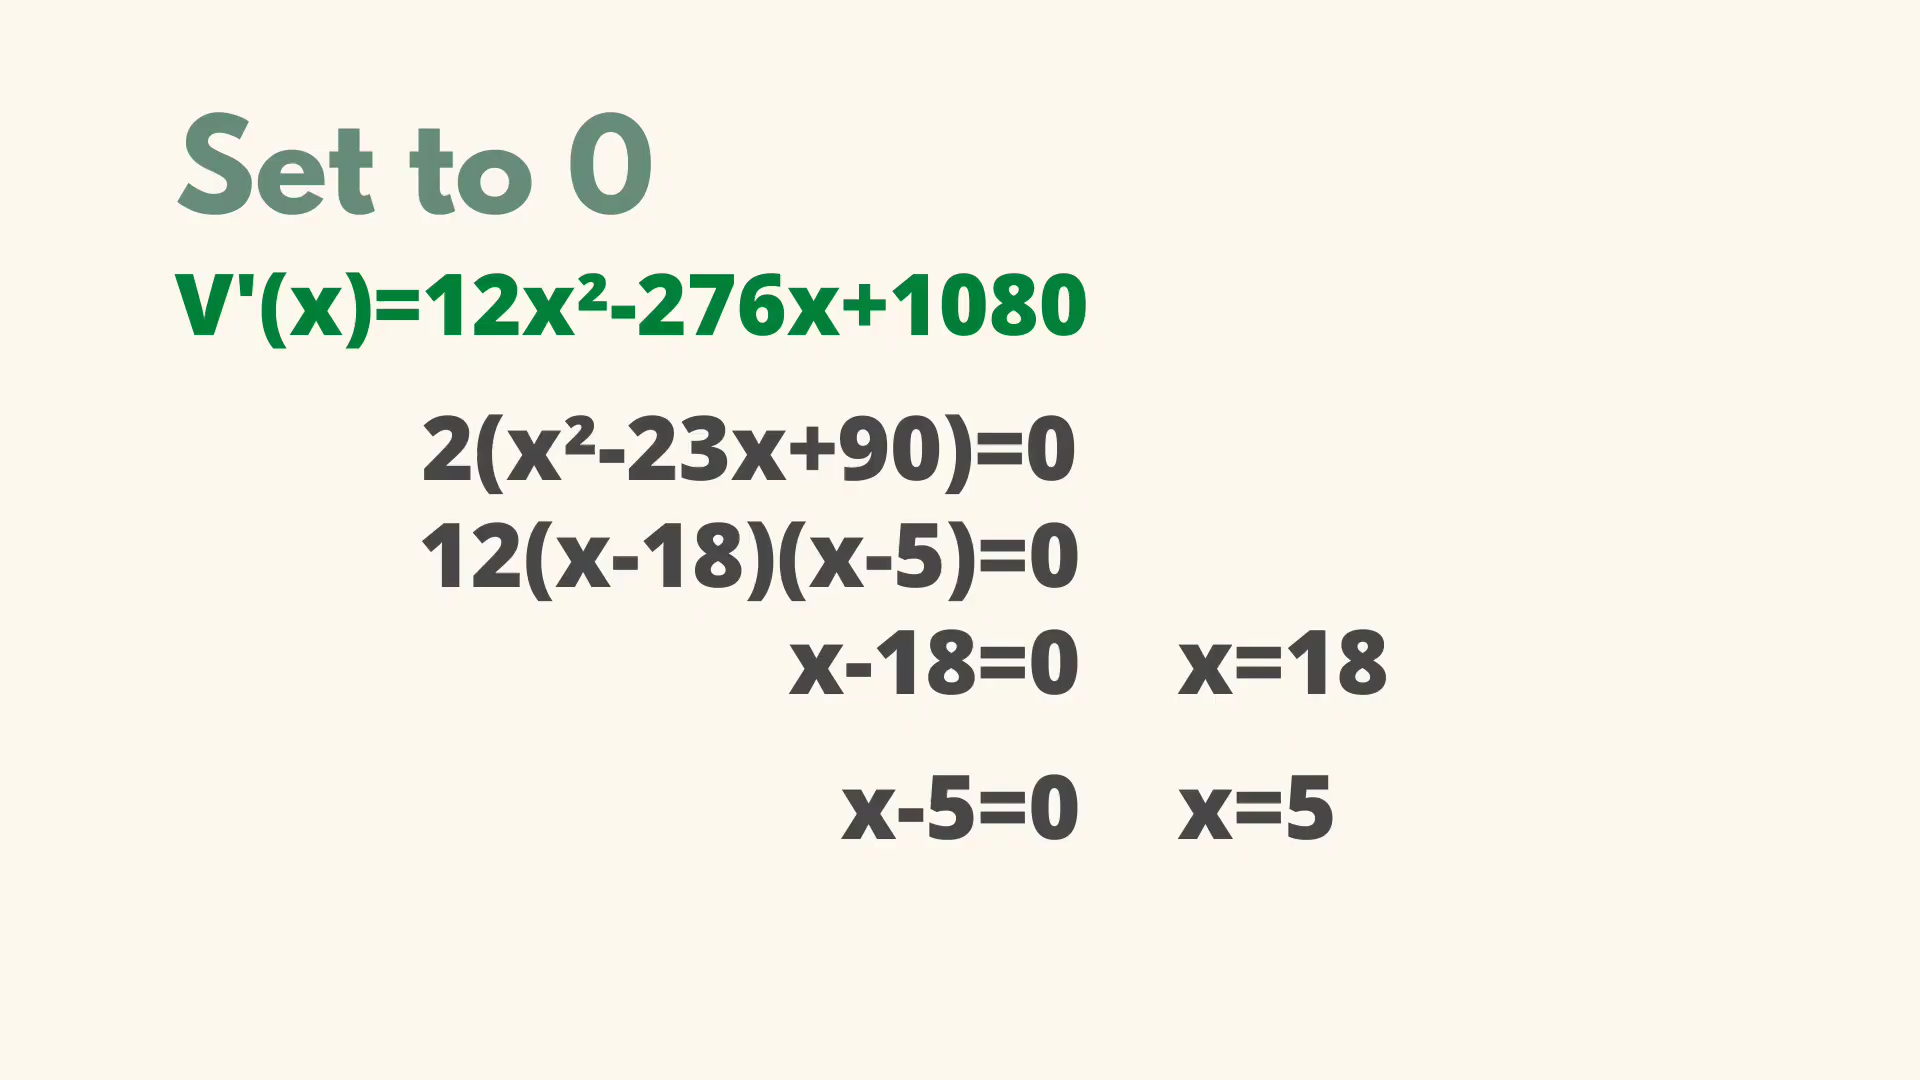 Set to 0
V'(x)=12x²-276x+1080
2(x²-23x+90)=0
12(x-18)(x-5)=0
x-18=0 x=18
x-5=0 x=5